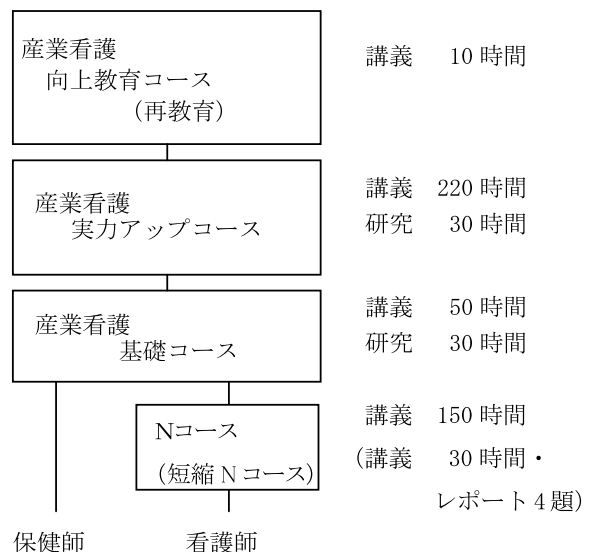 産業看護 講義 10 時間
向上教育コース
（再教育）
産業看護 講義 220 時間
実力アップコース 研究 30 時間
産業看護 講義 50 時間
基礎コース 研究 30 時間
Nコース 講義 150 時間
（短縮 N コース） （講義 30 時間・
レポート 4 題）
保健師 看護師